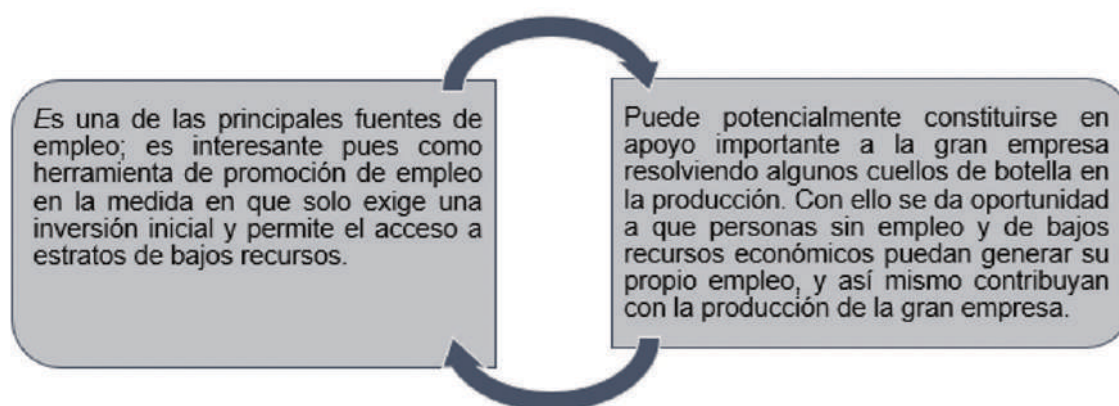 Es una de las principales fuentes de
empleo; es interesante pues como
herramienta de promoción de empleo
en la medida en que solo exige una
inversión inicial y permite el acceso a
estratos de bajos recursos.
Puede potencialmente constituirse en
apoyo importante a la gran empresa
resolviendo algunos cuellos de botella en
la producción. Con ello se da oportunidad
a que personas sin empleo y de bajos
recursos económicos puedan generar su
propio empleo, y así mismo contribuyan
con la producción de la gran empresa.